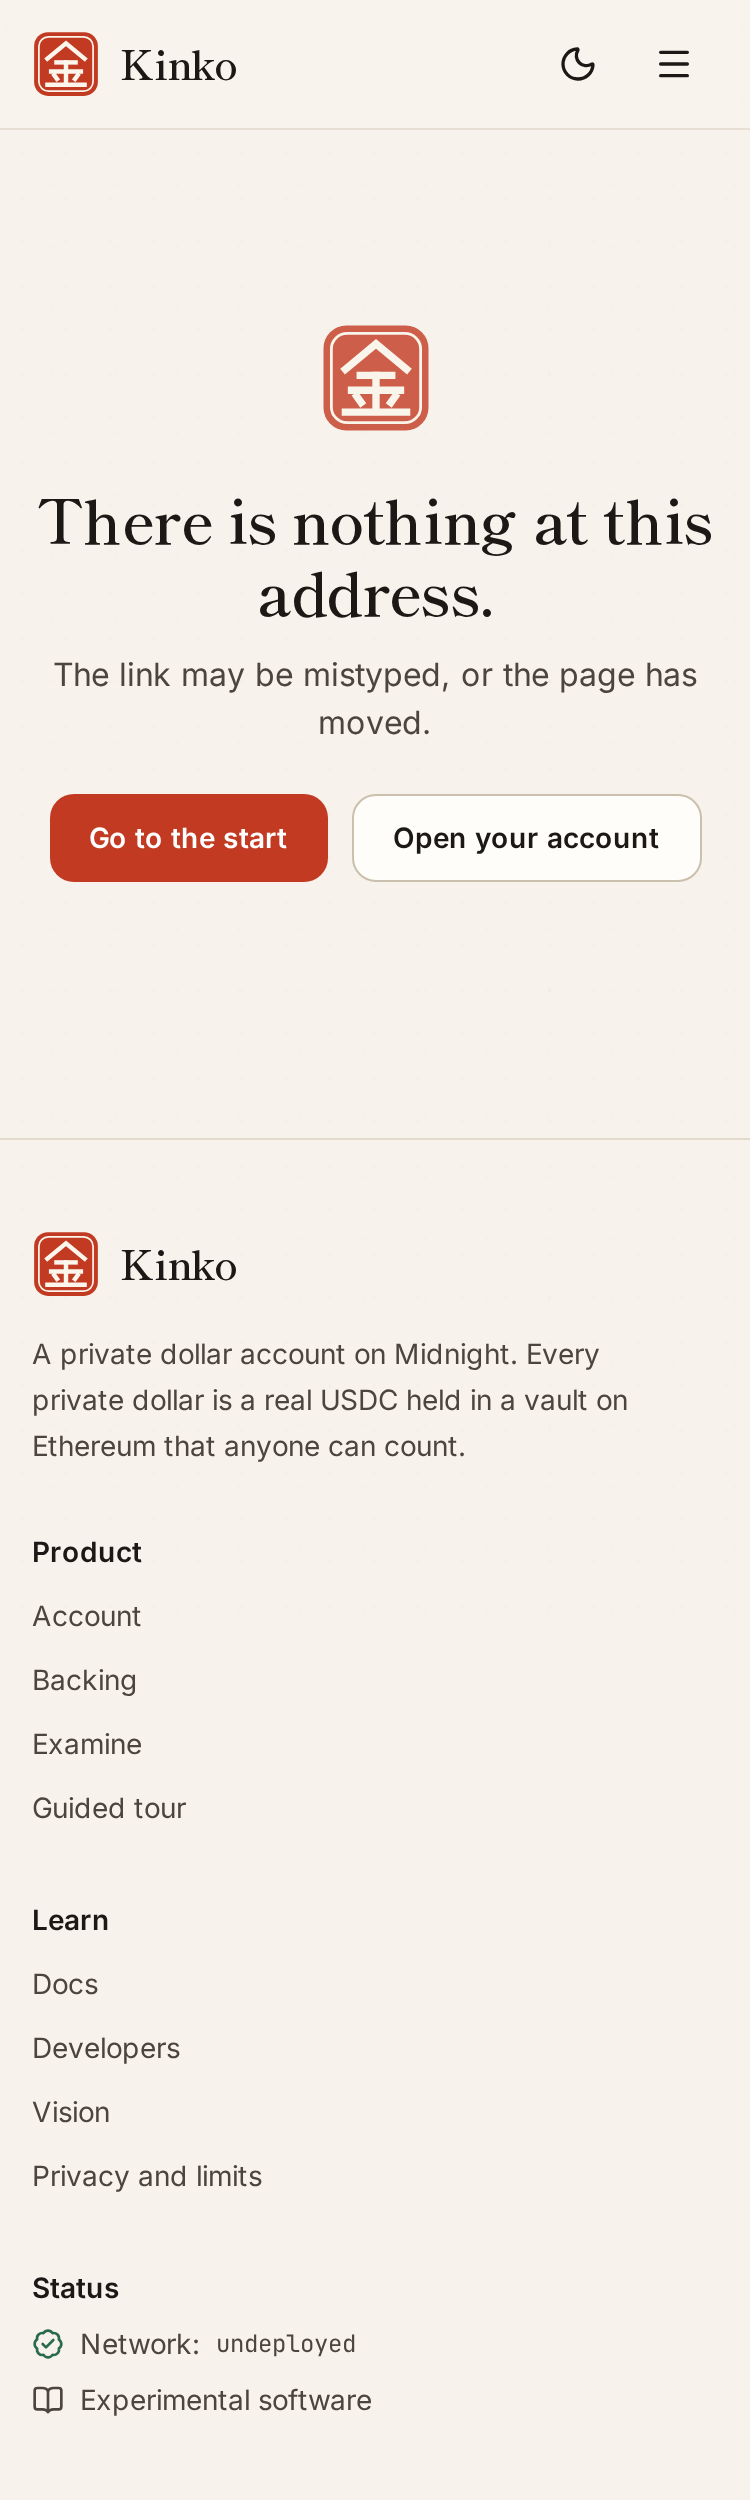 金 Kinko
金
There is nothing at this
address.
The link may be mistyped, or the page has
moved.
Go to the start
Open your account
金 Kinko
A private dollar account on Midnight. Every
private dollar is a real USDC held in a vault on
Ethereum that anyone can count.
Product
Account
Backing
Examine
Guided tour
Learn
Docs
Developers
Vision
Privacy and limits
Status
Network: undeployed
Experimental software